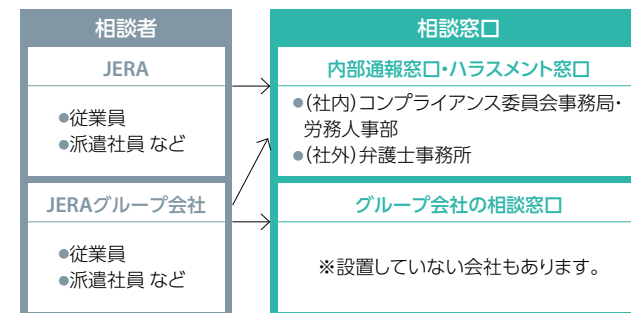 相談者
JERA
●従業員
●派遣社員 など
JERAグループ会社
●従業員
●派遣社員 など
相談窓口
内部通報窓口・ハラスメント窓口
●(社内)コンプライアンス委員会事務局・
労務人事部
●(社外)弁護士事務所
グループ会社の相談窓口
※設置していない会社もあります。